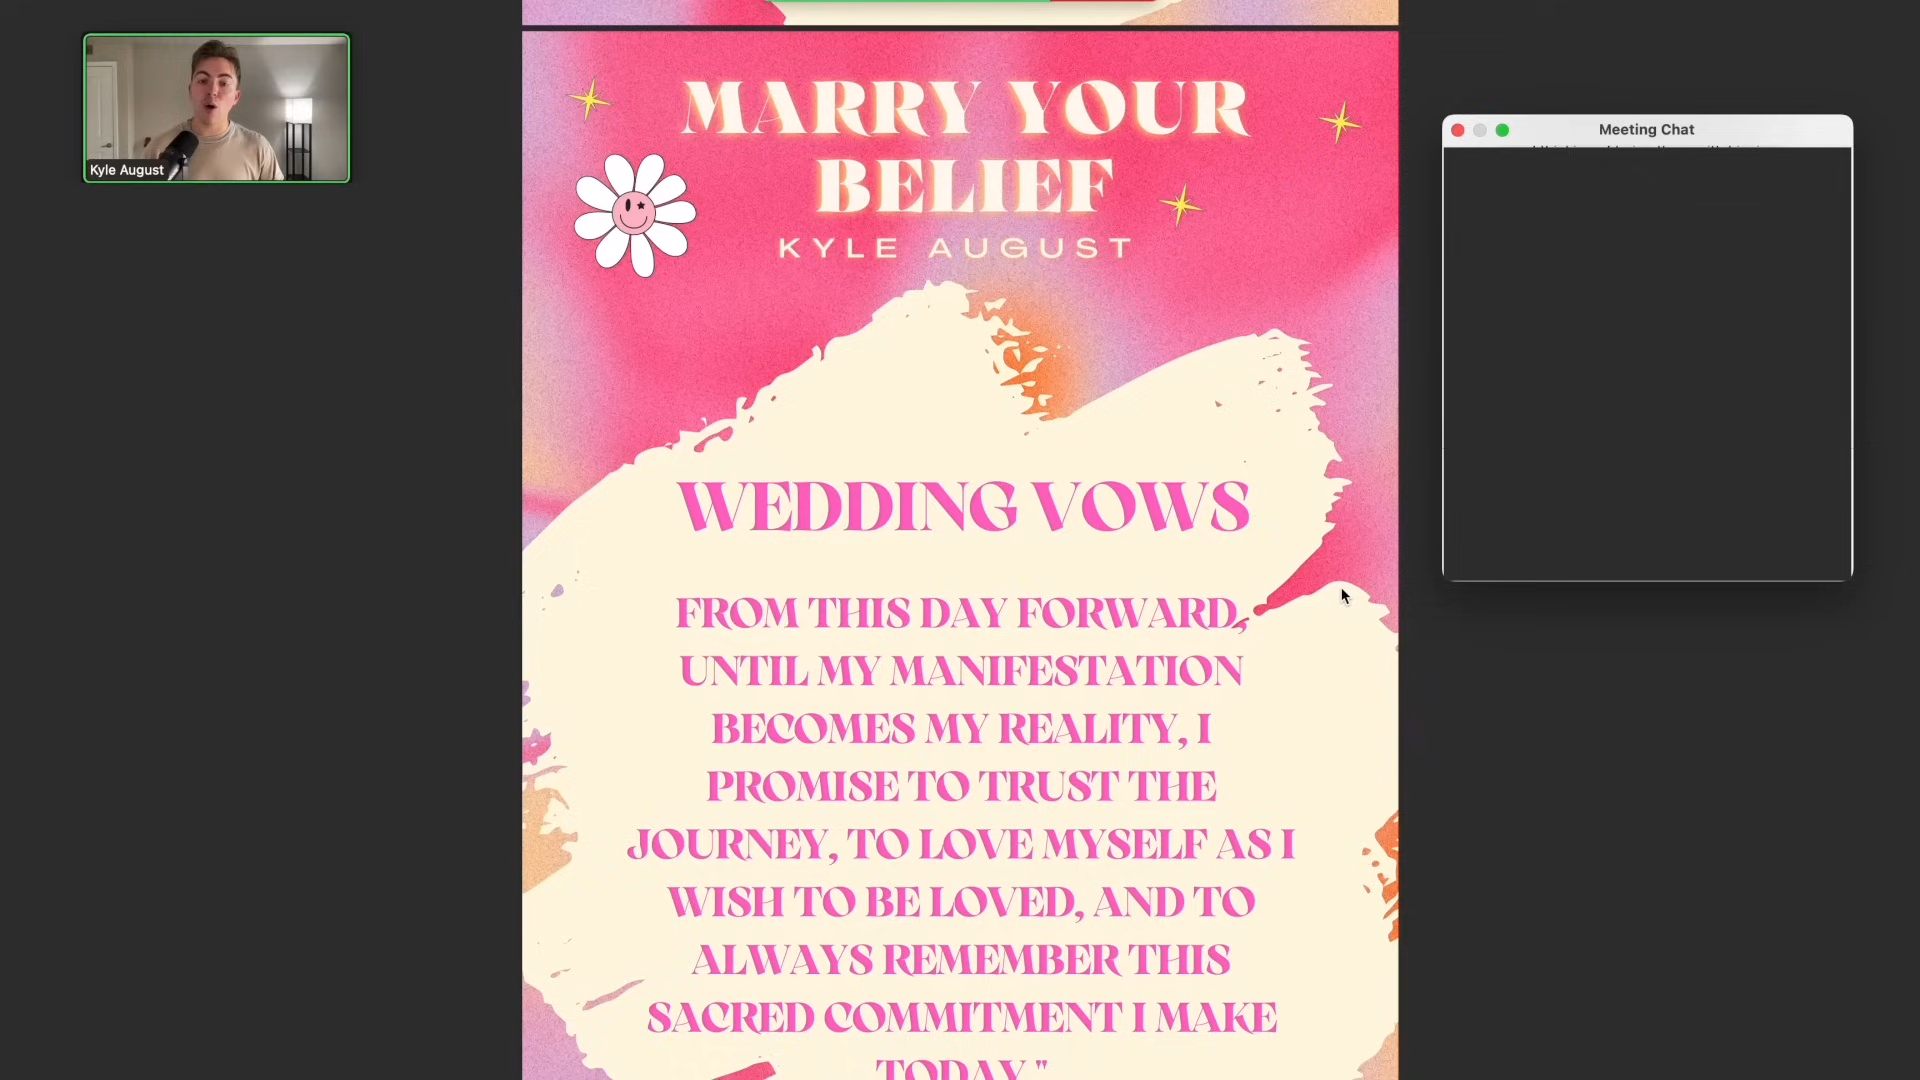 Kyle August
MARRY YOUR
BELIEF
KYLE AUGUST
WEDDING VOWS
FROM THIS DAY FORWARD,
UNTIL MY MANIFESTATION
BECOMES MY REALITY, I
PROMISE TO TRUST THE
JOURNEY, TO LOVE MYSELF AS I
WISH TO BE LOVED, AND TO
ALWAYS REMEMBER THIS
SACRED COMMITMENT I MAKE
TODAY."
Meeting Chat